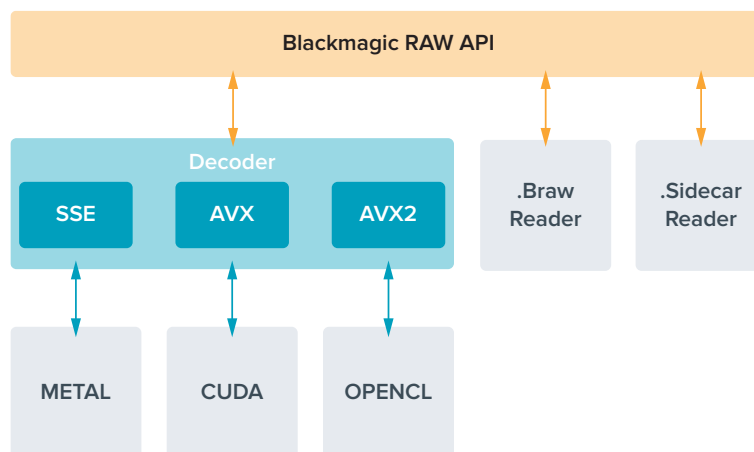 Blackmagic RAW API
Decoder
SSE
AVX
AVX2
.Braw
Reader
.Sidecar
Reader
METAL
CUDA
OPENCL